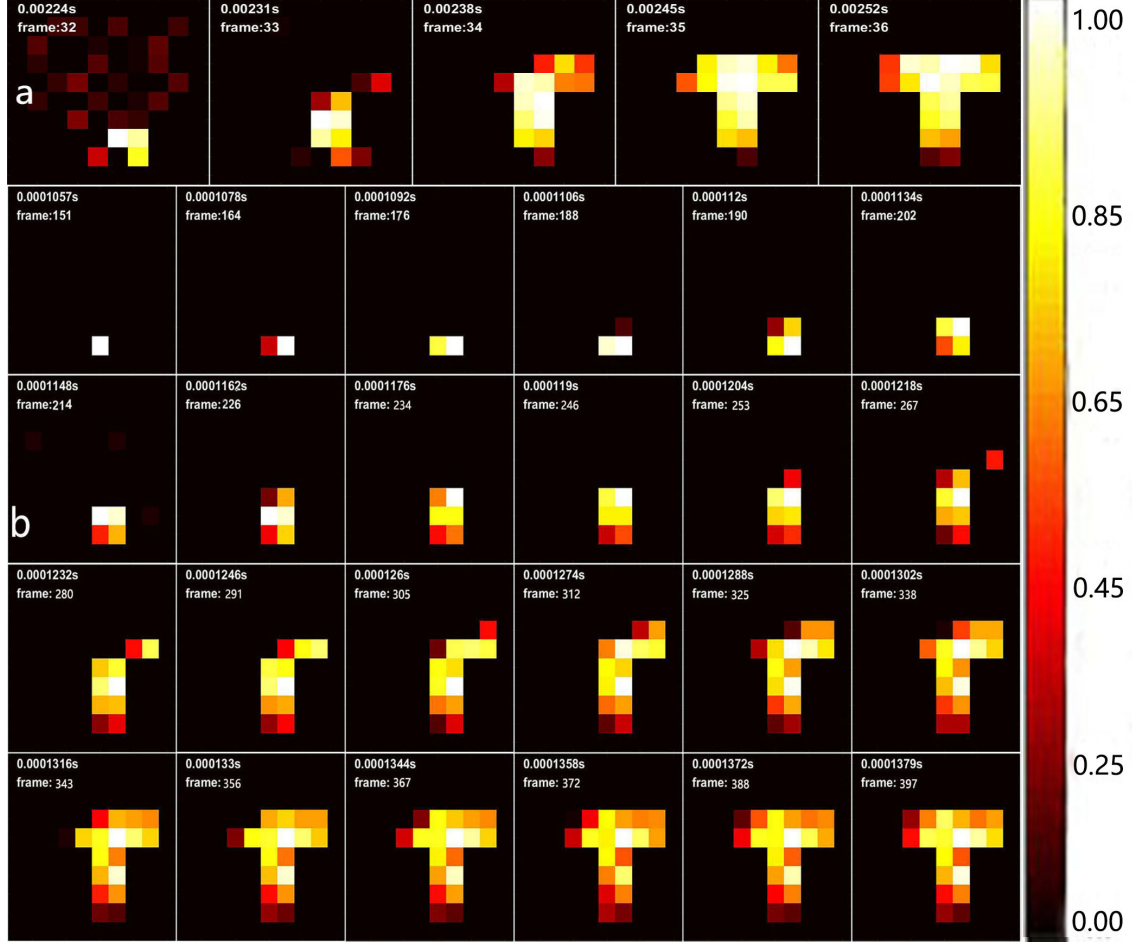 0.00224s 0.00231s 0.00238s 0.00245s 0.00252s 1.00
frame:32 frame:33 frame:34 frame:35 frame:36
a
0.0001057s 0.0001078s 0.0001092s 0.0001106s 0.000112s 0.0001134s
frame:151 frame:164 frame:176 frame:188 frame:190 frame:202
0.85
0.0001148s 0.0001162s 0.0001176s 0.000119s 0.0001204s 0.0001218s
frame:214 frame:226 frame: 234 frame: 246 frame: 253 frame: 267
0.65
b
0.0001232s 0.0001246s 0.000126s 0.0001274s 0.0001288s 0.0001302s
frame: 280 frame: 291 frame: 305 frame: 312 frame: 325 frame: 338
0.45
0.0001316s 0.000133s 0.0001344s 0.0001358s 0.0001372s 0.0001379s
frame: 343 frame: 356 frame: 367 frame: 372 frame: 388 frame: 397
0.25
0.00